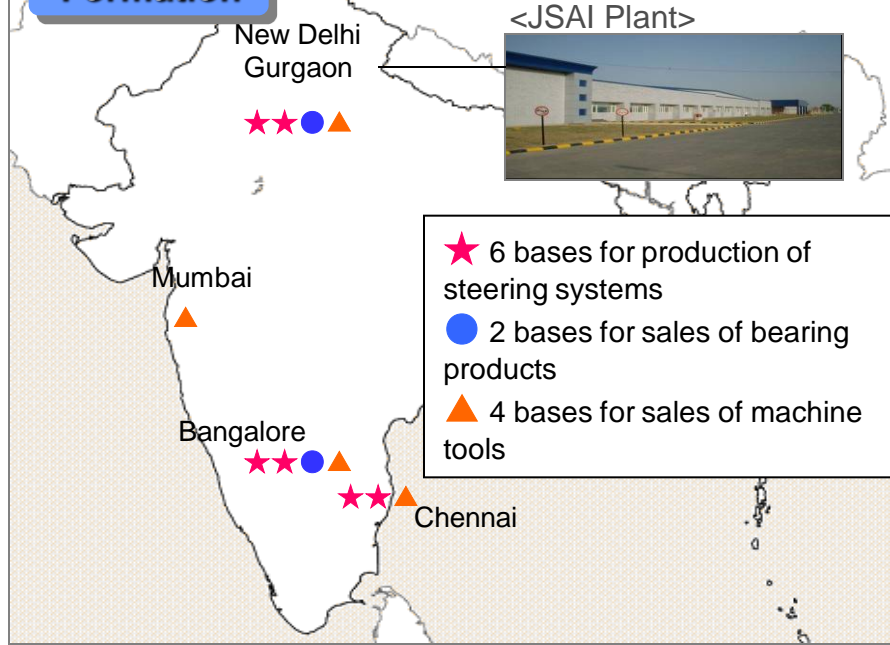 Formation
<JSAI Plant>
New Delhi
Gurgaon
Mumbai
6 bases for production of
steering systems
2 bases for sales of bearing
products
4 bases for sales of machine
tools
Bangalore
Chennai